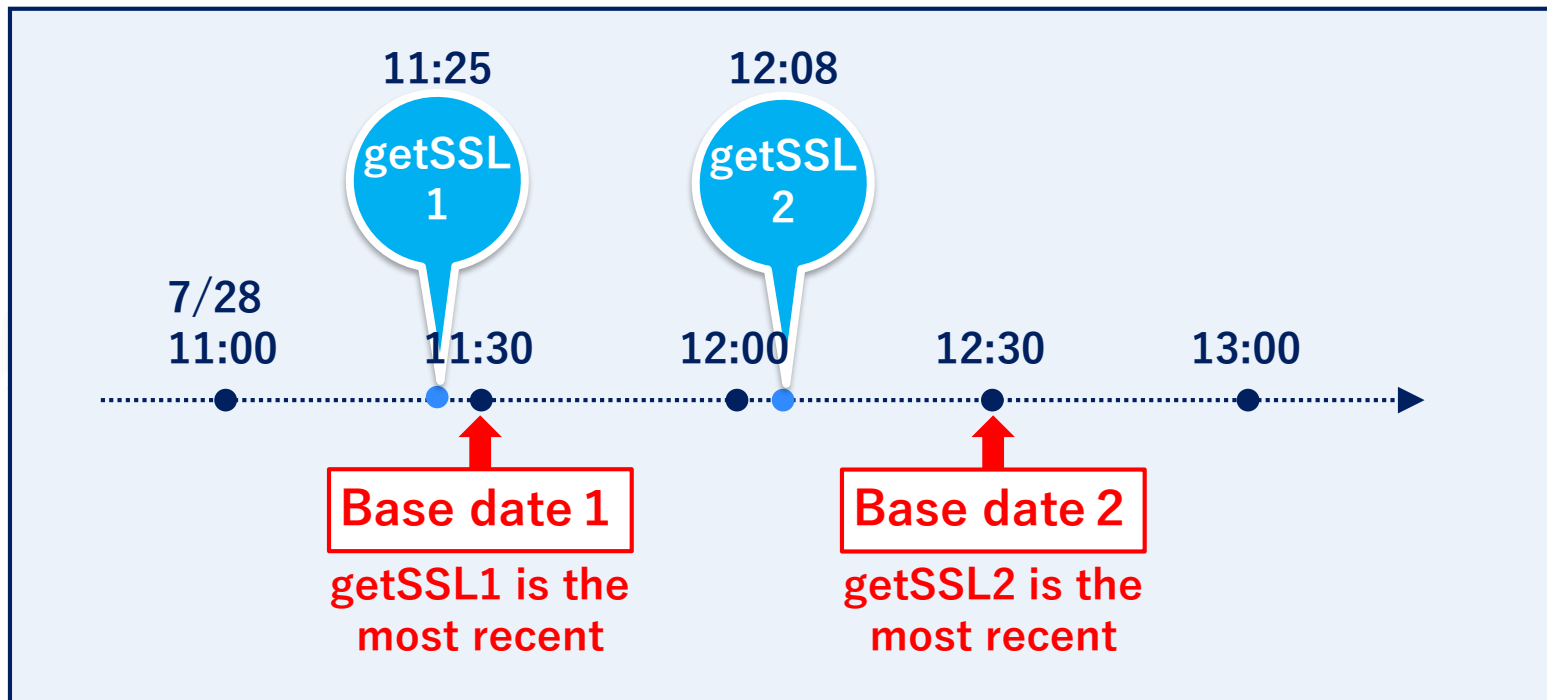 11:25
12:08
getSSL
1
getSSL
2
7/28
11:00
11:30
12:00
12:30
13:00
Base date 1
Base date 2
getSSL1 is the
most recent
getSSL2 is the
most recent